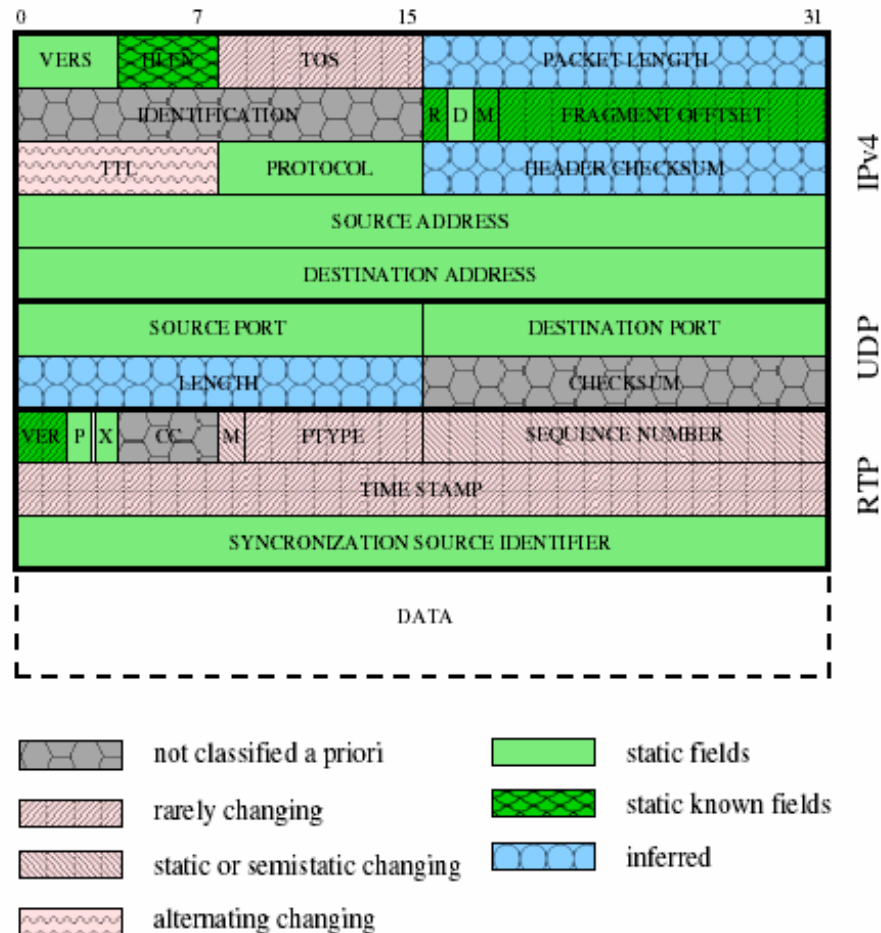 0 7 15 31
VERS HLEN TOS PACKET LENGTH
IDENTIFICATION R D M FRAGMENT OFFTSET
TTL PROTOCOL HEADER CHECKSUM
SOURCE ADDRESS
DESTINATION ADDRESS
IPv4
SOURCE PORT DESTINATION PORT
LENGTH CHECKSUM
UDP
VER P X CC M PTYPE SEQUENCE NUMBER
TIME STAMP
SYNCRONIZATION SOURCE IDENTIFIER
RTP
DATA
not classified a priori static fields
rarely changing static known fields
static or semistatic changing inferred
alternating changing